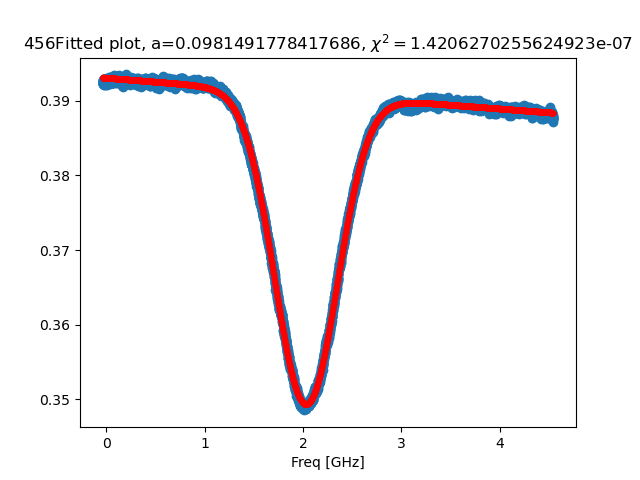 456Fitted plot, a=0.0981491778417686, χ² = 1.4206270255624923e-07
0.39
0.38
0.37
0.36
0.35
0 1 2 3 4
Freq [GHz]